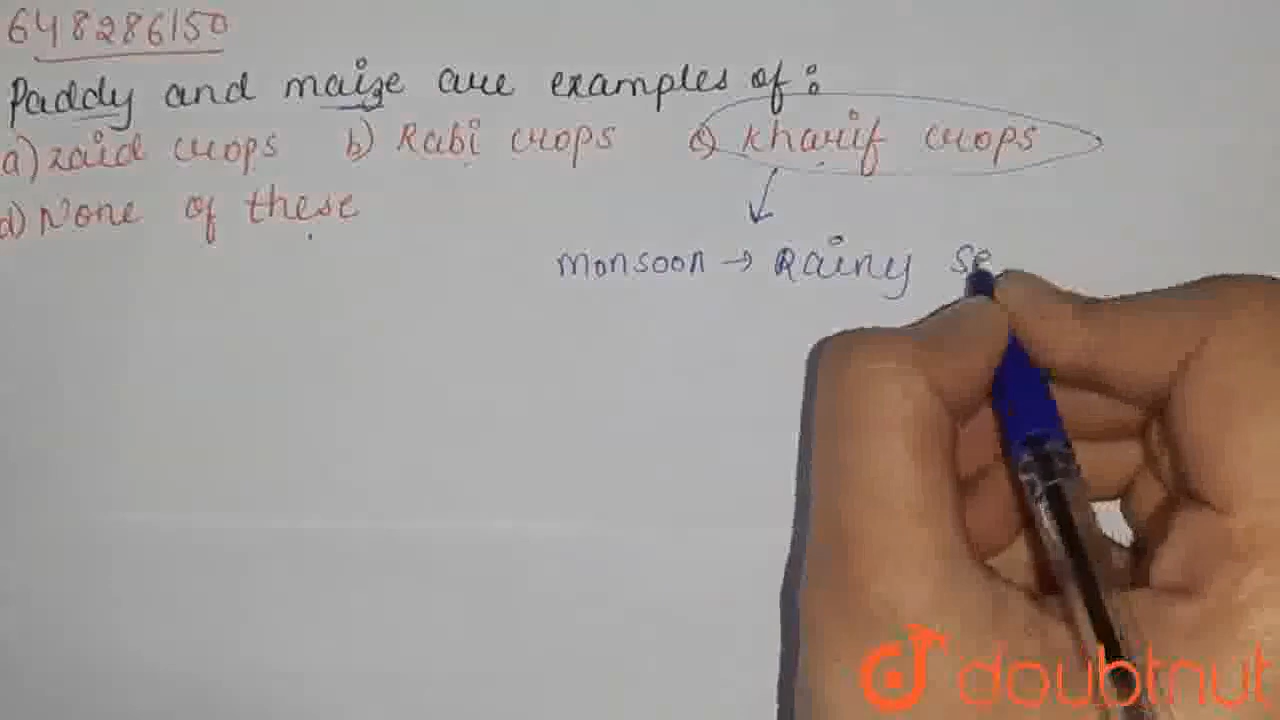 648286150
Paddy and maize are examples of:
a) zaid crops b) Rabi crops c) kharif crops
d) None of these
monsoon → Rainy se
doubtnut